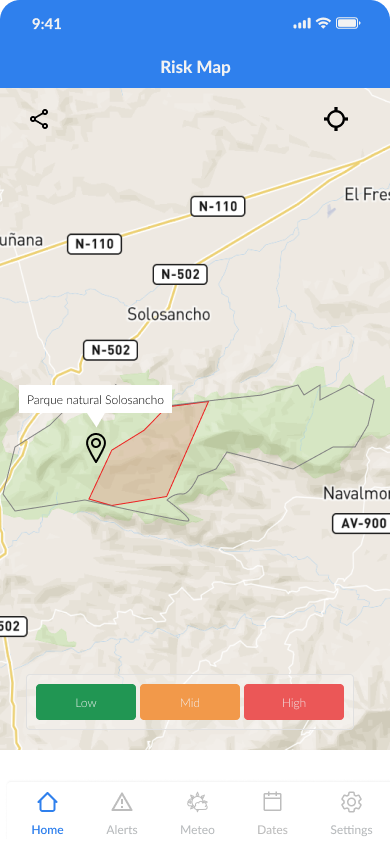 9:41
Risk Map
El Fres
N-110
uñana
N-110
N-502
Solosancho
N-502
Parque natural Solosancho
Navalmor
AV-900
502
Low
Mid
High
Home
Alerts
Meteo
Dates
Settings